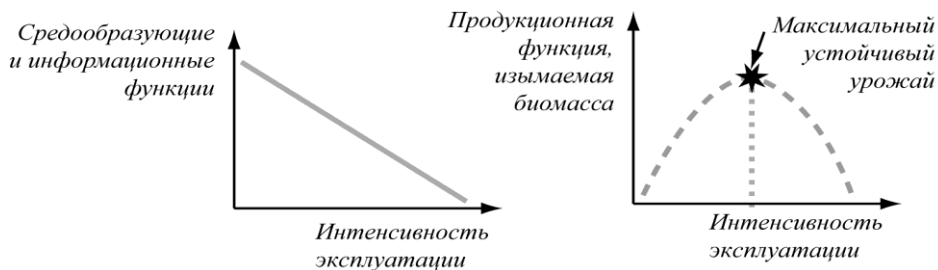 Средообразующие
и информационные
функции
Интенсивность
эксплуатации
Продукционная
функция,
изымаемая
биомасса
Максимальный
устойчивый
урожай
Интенсивность
эксплуатации